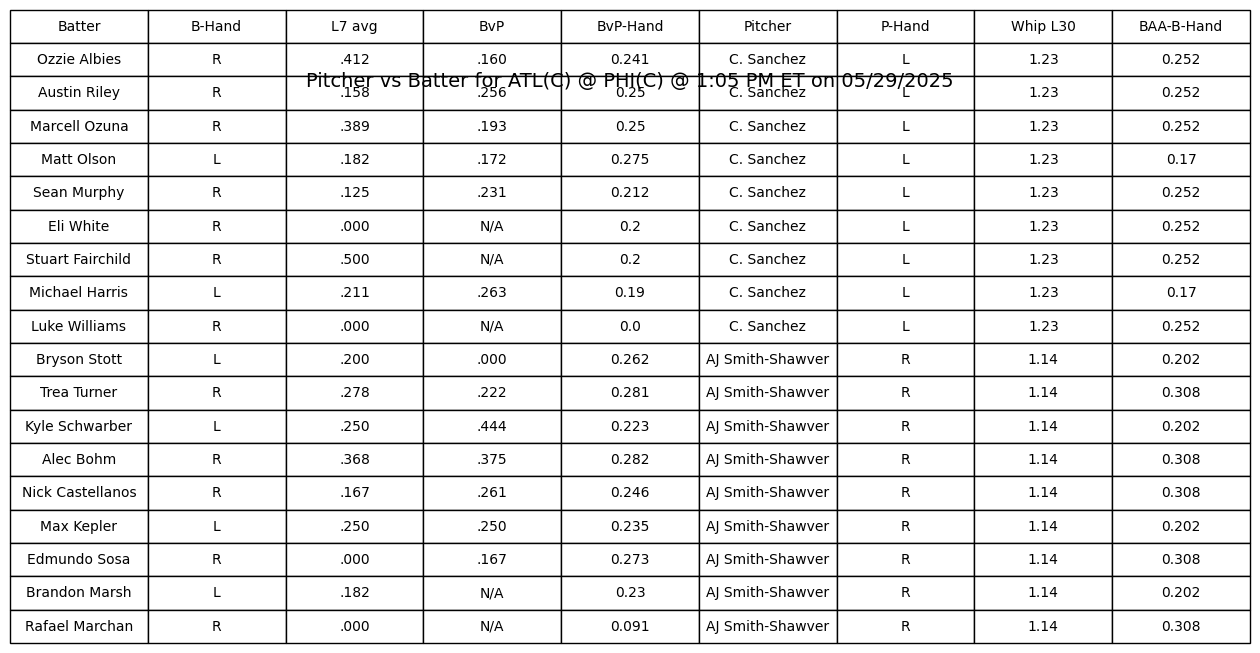 Batter B-Hand L7 avg BvP BvP-Hand Pitcher P-Hand Whip L30 BAA-B-Hand
Ozzie Albies R .412 .160 0.241 C. Sanchez L 1.23 0.252
Pitcher vs Batter for ATL(C) @ PHI(C) @ 1:05 PM ET on 05/29/2025
Austin Riley R .158 .256 0.25 C. Sanchez L 1.23 0.252
Marcell Ozuna R .389 .193 0.25 C. Sanchez L 1.23 0.252
Matt Olson L .182 .172 0.275 C. Sanchez L 1.23 0.17
Sean Murphy R .125 .231 0.212 C. Sanchez L 1.23 0.252
Eli White R .000 N/A 0.2 C. Sanchez L 1.23 0.252
Stuart Fairchild R .500 N/A 0.2 C. Sanchez L 1.23 0.252
Michael Harris L .211 .263 0.19 C. Sanchez L 1.23 0.17
Luke Williams R .000 N/A 0.0 C. Sanchez L 1.23 0.252
Bryson Stott L .200 .000 0.262 AJ Smith-Shawver R 1.14 0.202
Trea Turner R .278 .222 0.281 AJ Smith-Shawver R 1.14 0.308
Kyle Schwarber L .250 .444 0.223 AJ Smith-Shawver R 1.14 0.202
Alec Bohm R .368 .375 0.282 AJ Smith-Shawver R 1.14 0.308
Nick Castellanos R .167 .261 0.246 AJ Smith-Shawver R 1.14 0.308
Max Kepler L .250 .250 0.235 AJ Smith-Shawver R 1.14 0.202
Edmundo Sosa R .000 .167 0.273 AJ Smith-Shawver R 1.14 0.308
Brandon Marsh L .182 N/A 0.23 AJ Smith-Shawver R 1.14 0.202
Rafael Marchan R .000 N/A 0.091 AJ Smith-Shawver R 1.14 0.308